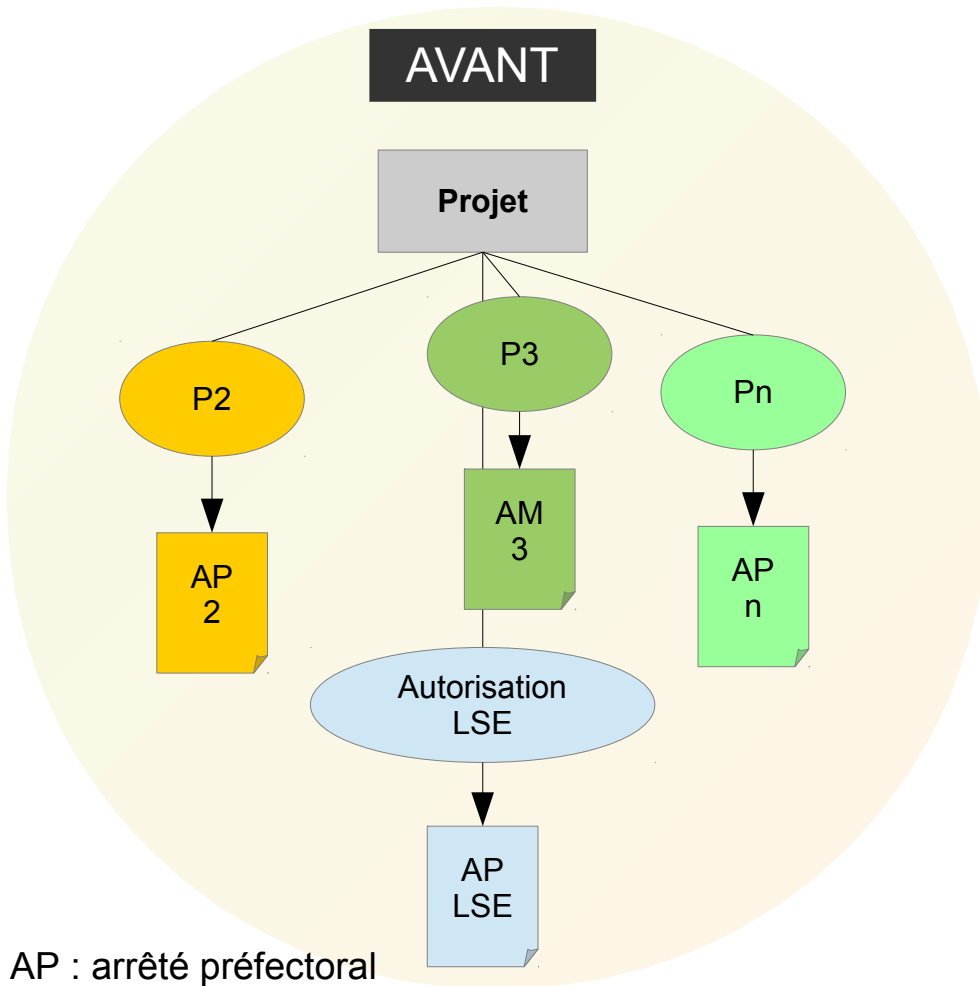 AVANT
Projet
P2
P3
Pn
AP
2
AM
3
AP
n
Autorisation
LSE
AP
LSE
AP : arrêté préfectoral